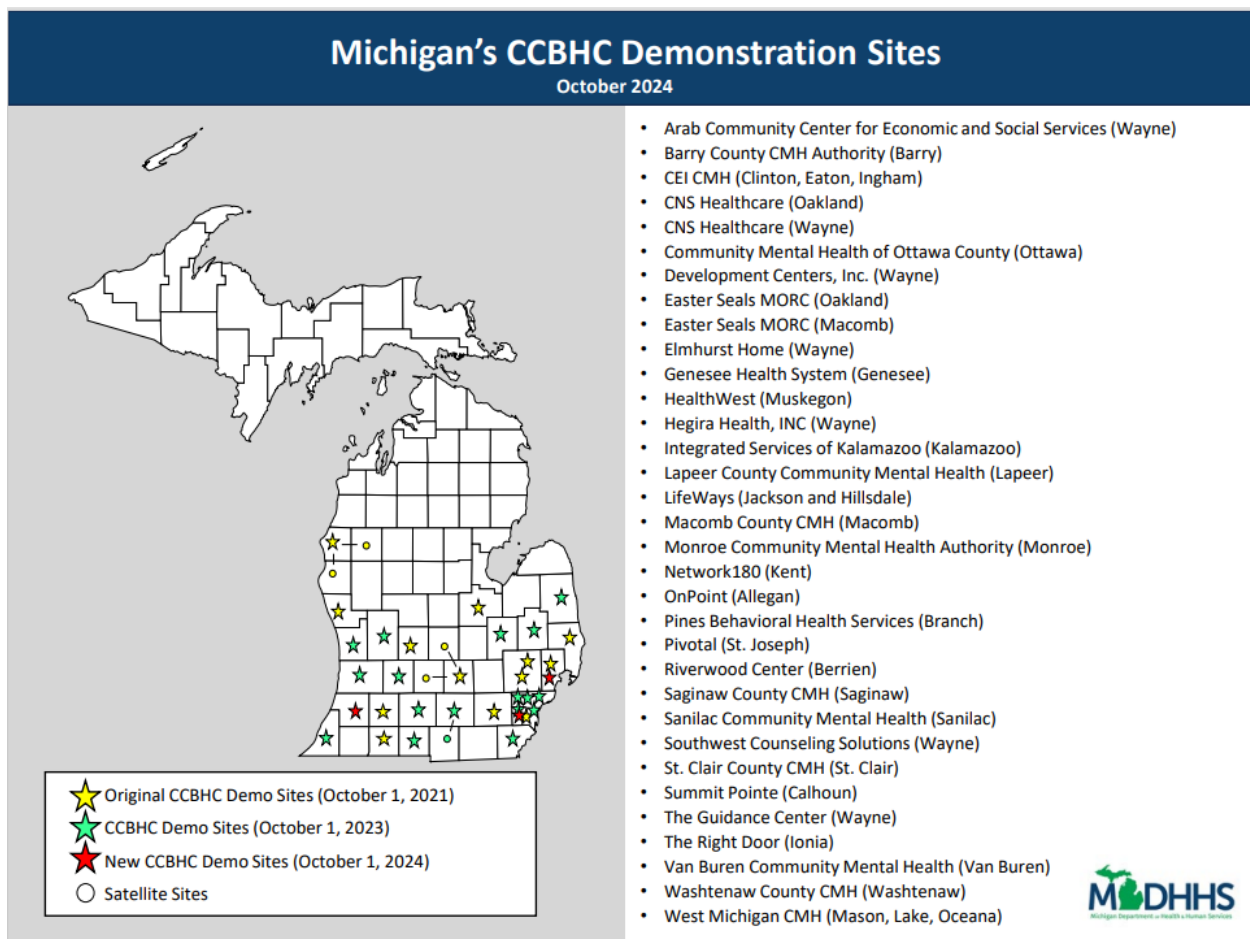 Michigan's CCBHC Demonstration Sites
October 2024
• Arab Community Center for Economic and Social Services (Wayne)
• Barry County CMH Authority (Barry)
• CEI CMH (Clinton, Eaton, Ingham)
• CNS Healthcare (Oakland)
• CNS Healthcare (Wayne)
• Community Mental Health of Ottawa County (Ottawa)
• Development Centers, Inc. (Wayne)
• Easter Seals MORC (Oakland)
• Easter Seals MORC (Macomb)
• Elmhurst Home (Wayne)
• Genesee Health System (Genesee)
• HealthWest (Muskegon)
• Hegira Health, INC (Wayne)
• Integrated Services of Kalamazoo (Kalamazoo)
• Lapeer County Community Mental Health (Lapeer)
• LifeWays (Jackson and Hillsdale)
• Macomb County CMH (Macomb)
• Monroe Community Mental Health Authority (Monroe)
• Network180 (Kent)
• OnPoint (Allegan)
• Pines Behavioral Health Services (Branch)
• Pivotal (St. Joseph)
• Riverwood Center (Berrien)
• Saginaw County CMH (Saginaw)
• Sanilac Community Mental Health (Sanilac)
• Southwest Counseling Solutions (Wayne)
• St. Clair County CMH (St. Clair)
• Summit Pointe (Calhoun)
• The Guidance Center (Wayne)
• The Right Door (Ionia)
• Van Buren Community Mental Health (Van Buren)
• Washtenaw County CMH (Washtenaw)
• West Michigan CMH (Mason, Lake, Oceana)
Original CCBHC Demo Sites (October 1, 2021)
CCBHC Demo Sites (October 1, 2023)
New CCBHC Demo Sites (October 1, 2024)
Satellite Sites
MDHHS
Michigan Department of Health & Human Services